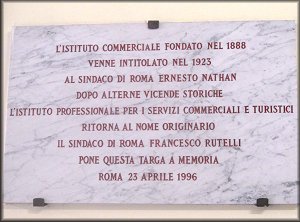 L'ISTITUTO COMMERCIALE FONDATO NEL 1888
VENNE INTITOLATO NEL 1923
AL SINDACO DI ROMA ERNESTO NATHAN
DOPO ALTERNE VICENDE STORICHE
L'ISTITUTO PROFESSIONALE PER I SERVIZI COMMERCIALI E TURISTICI
RITORNA AL NOME ORIGINARIO
IL SINDACO DI ROMA FRANCESCO RUTELLI
PONE QUESTA TARGA A MEMORIA
ROMA 23 APRILE 1996